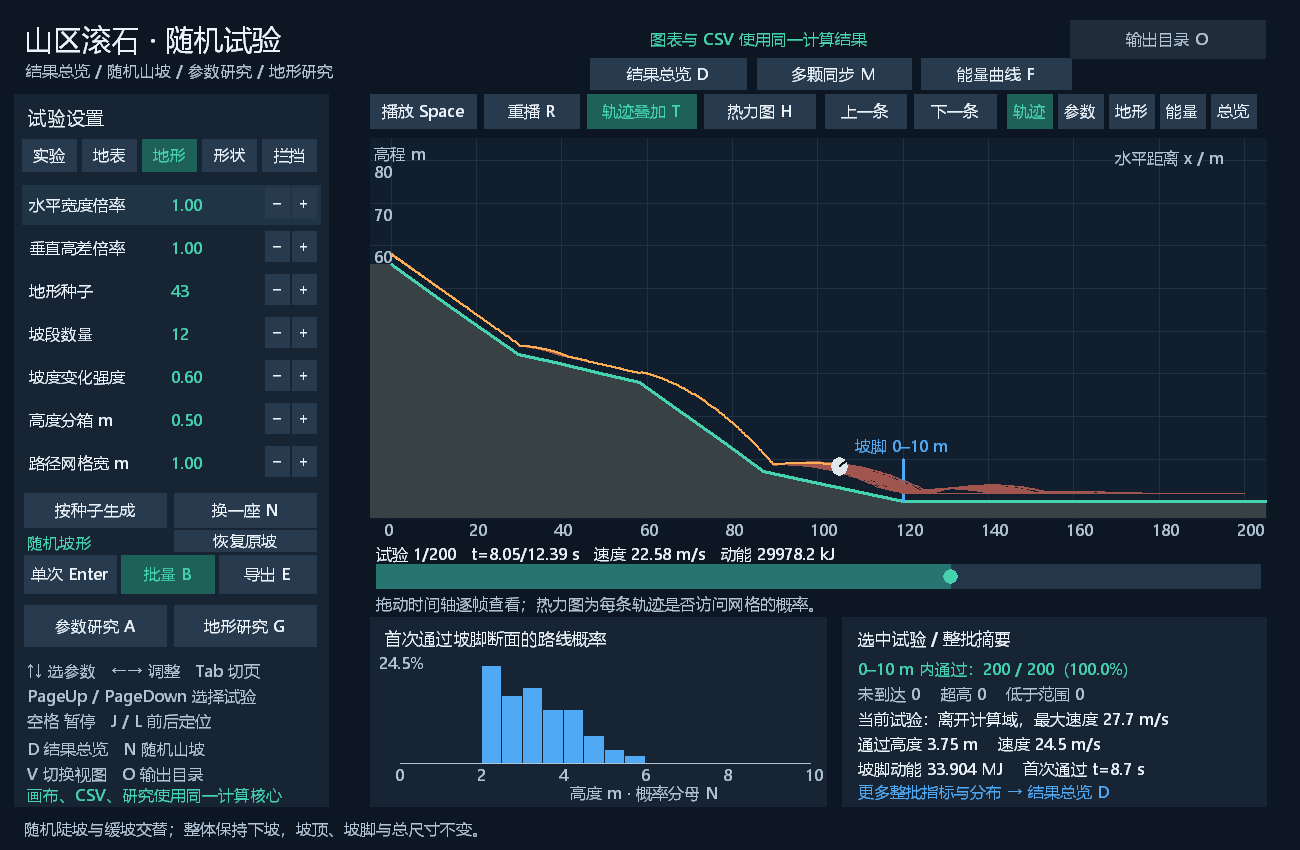 山区滚石 · 随机试验
结果总览 / 随机山坡 / 参数研究 / 地形研究
图表与 CSV 使用同一计算结果
输出目录 O
结果总览 D
多颗同步 M
能量曲线 F
播放 Space
重播 R
轨迹叠加 T
热力图 H
上一条
下一条
轨迹
参数
地形
能量
总览
试验设置
实验
地表
地形
形状
拦挡
水平宽度倍率 1.00 − +
垂直高差倍率 1.00 − +
地形种子 43 − +
坡段数量 12 − +
坡度变化强度 0.60 − +
高度分箱 m 0.50 − +
路径网格宽 m 1.00 − +
按种子生成
换一座 N
随机坡形
恢复原坡
单次 Enter
批量 B
导出 E
参数研究 A
地形研究 G
↑↓ 选参数 ←→ 调整 Tab 切页
PageUp / PageDown 选择试验
空格 暂停 J / L 前后定位
D 结果总览 N 随机山坡
V 切换视图 O 输出目录
画布、CSV、研究使用同一计算核心
高程 m
水平距离 x / m
80
70
60
坡脚 0–10 m
0 20 40 60 80 100 120 140 160 180 200
试验 1/200 t=8.05/12.39 s 速度 22.58 m/s 动能 29978.2 kJ
拖动时间轴逐帧查看；热力图为每条轨迹是否访问网格的概率。
首次通过坡脚断面的路线概率
24.5%
0 2 4 6 8 10
高度 m · 概率分母 N
选中试验 / 整批摘要
0–10 m 内通过：200 / 200（100.0%）
未到达 0 超高 0 低于范围 0
当前试验：离开计算域，最大速度 27.7 m/s
通过高度 3.75 m 速度 24.5 m/s
坡脚动能 33.904 MJ 首次通过 t=8.7 s
更多整批指标与分布 → 结果总览 D
随机陡坡与缓坡交替；整体保持下坡，坡顶、坡脚与总尺寸不变。